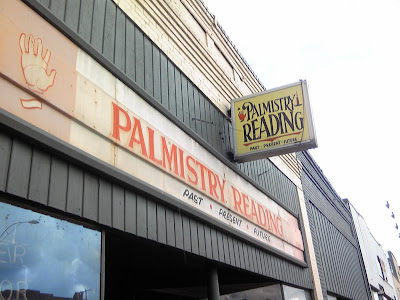 PALMISTRY READING
PAST • PRESENT • FUTURE
PALMISTRY
READING
PAST • PRESENT • FUTURE